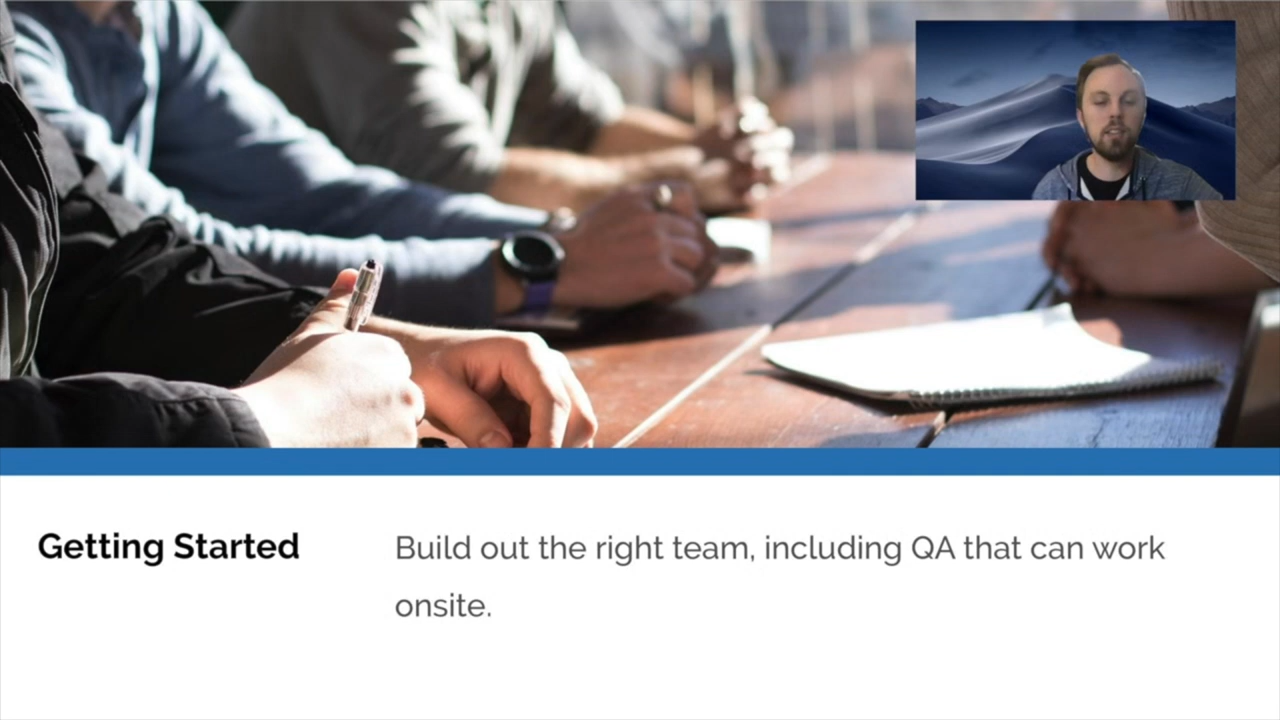 Getting Started
Build out the right team, including QA that can work
onsite.